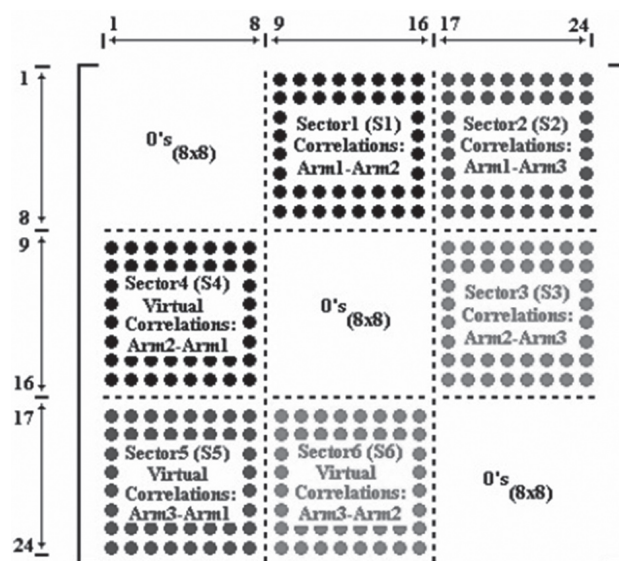 1 8 9 16 17 24
1
8
9
16
17
24
0's(8x8)
Sector1 (S1)
Correlations:
Arm1-Arm2
Sector2 (S2)
Correlations:
Arm1-Arm3
Sector4 (S4)
Virtual
Correlations:
Arm2-Arm1
0's(8x8)
Sector3 (S3)
Correlations:
Arm2-Arm3
Sector5 (S5)
Virtual
Correlations:
Arm3-Arm1
Sector6 (S6)
Virtual
Correlations:
Arm3-Arm2
0's(8x8)